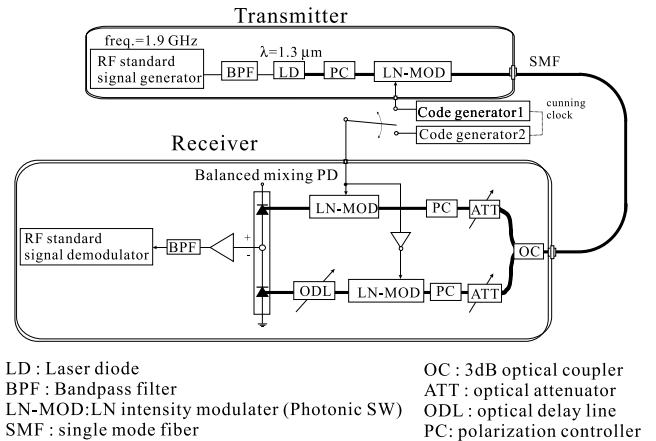 Transmitter
freq.=1.9 GHz
RF standard
signal generator
BPF
λ=1.3 μm
LD
PC
LN-MOD
SMF
Code generator1
Code generator2
cunning
clock
Receiver
Balanced mixing PD
LN-MOD
PC
ATT
RF standard
signal demodulator
BPF
+
-
OC
ODL
LN-MOD
PC
ATT
LD : Laser diode
BPF : Bandpass filter
LN-MOD:LN intensity modulater (Photonic SW)
SMF : single mode fiber
OC : 3dB optical coupler
ATT : optical attenuator
ODL : optical delay line
PC: polarization controller